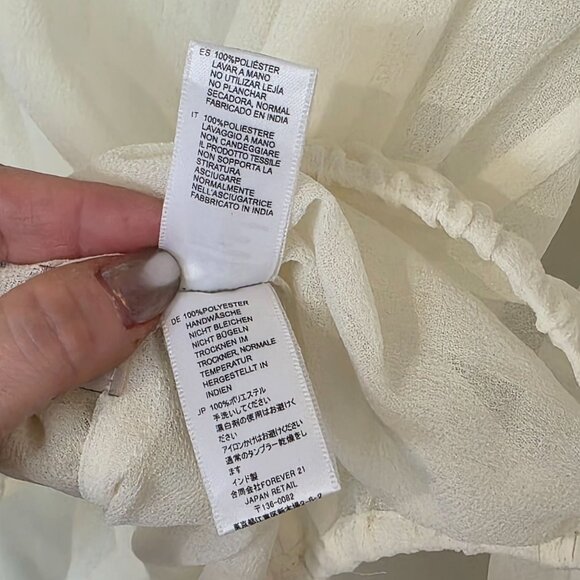 ES 100%POLIÉSTER
LAVAR A MANO
NO UTILIZAR LEJÍA
NO PLANCHAR
SECADORA, NORMAL
FABRICADO EN INDIA
IT 100%POLIESTERE
LAVAGGIO A MANO
NON CANDEGGIARE
IL PRODOTTO TESSILE
NON SOPPORTA LA
STIRATURA
ASCIUGARE
NORMALMENTE
NELL'ASCIUGATRICE
FABBRICATO IN INDIA
DE 100%POLYESTER
HANDWÄSCHE
NICHT BLEICHEN
NICHT BÜGELN
TROCKNEN IM
TROCKNER, NORMALE
TEMPERATUR
HERGESTELLT IN
INDIEN
JP 100%ポリエステル
手洗いしてください
漂白剤の使用はお避けく
ださい
アイロンかけはお避けください
通常のタンブラー乾燥をし
ます
インド製
合同会社FOREVER 21
JAPAN RETAIL
〒136-0082